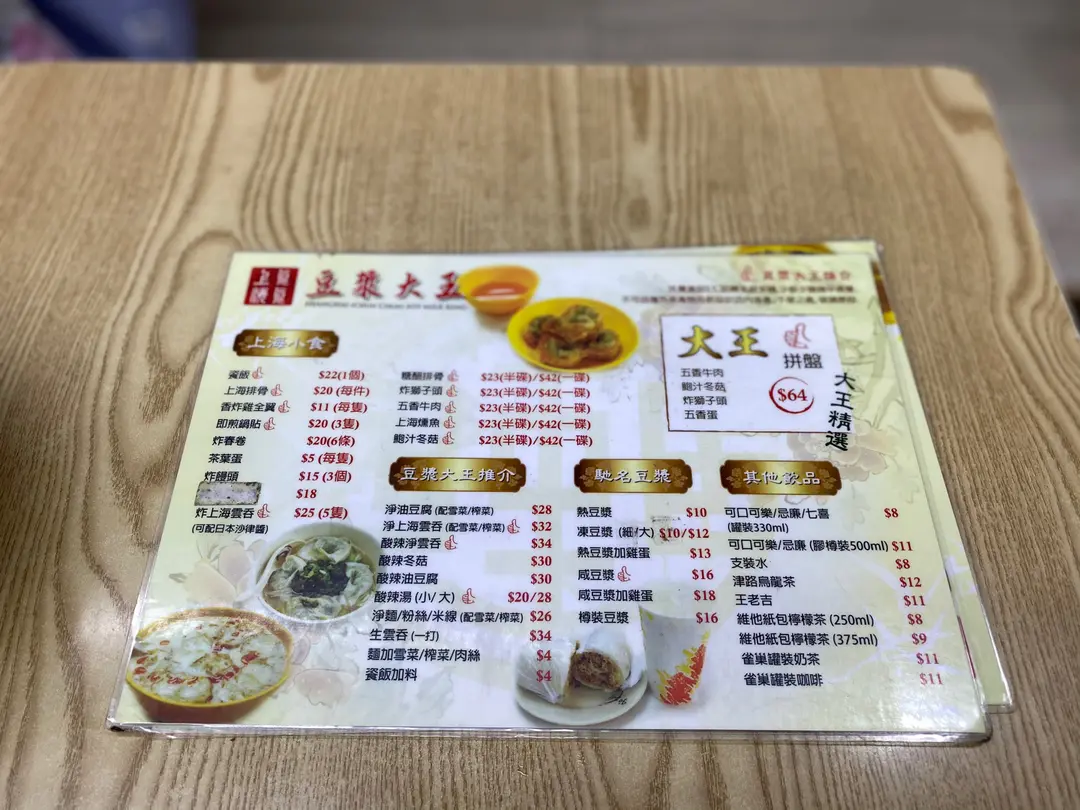 豆漿大王
上海小食
瓷飯 $22(1個)
上海排骨 $20 (每件)
香炸雞全翼 $11 (每隻)
即煎鍋貼 $20 (3隻)
炸春卷 $20(6條)
茶葉蛋 $5 (每隻)
炸饅頭 $15 (3個)
$18
炸上海雲吞 $25 (5隻)
(可配日本沙律醬)
糖醋排骨 $23(半碟)/$42(一碟)
炸獅子頭 $23(半碟)/$42(一碟)
五香牛肉 $23(半碟)/$42(一碟)
上海燻魚 $23(半碟)/$42(一碟)
鮑汁冬菇 $23(半碟)/$42(一碟)
豆漿大王推介
大王
拼盤
五香牛肉
鮑汁冬菇
炸獅子頭
五香蛋
$64
大王精選
豆漿大王推介
淨油豆腐 (配雪菜/榨菜) $28
淨上海雲吞 (配雪菜/榨菜) $32
酸辣淨雲吞 $34
酸辣冬菇 $30
酸辣油豆腐 $30
酸辣湯 (小/ 大) $20/28
淨麵/粉絲/米線 (配雪菜/榨菜) $26
生雲吞 (一打) $34
麵加雪菜/榨菜/肉絲 $4
瓷飯加料 $4
馳名豆漿
熱豆漿 $10
凍豆漿 (細/大) $10/$12
熱豆漿加雞蛋 $13
咸豆漿 $16
咸豆漿加雞蛋 $18
樽裝豆漿 $16
其他飲品
可口可樂/忌廉/七喜 $8
(罐裝330ml)
可口可樂/忌廉 (膠樽裝500ml) $11
支裝水 $8
津路烏龍茶 $12
王老吉 $11
維他紙包檸檬茶 (250ml) $8
維他紙包檸檬茶 (375ml) $9
雀巢罐裝奶茶 $11
雀巢罐裝咖啡 $11